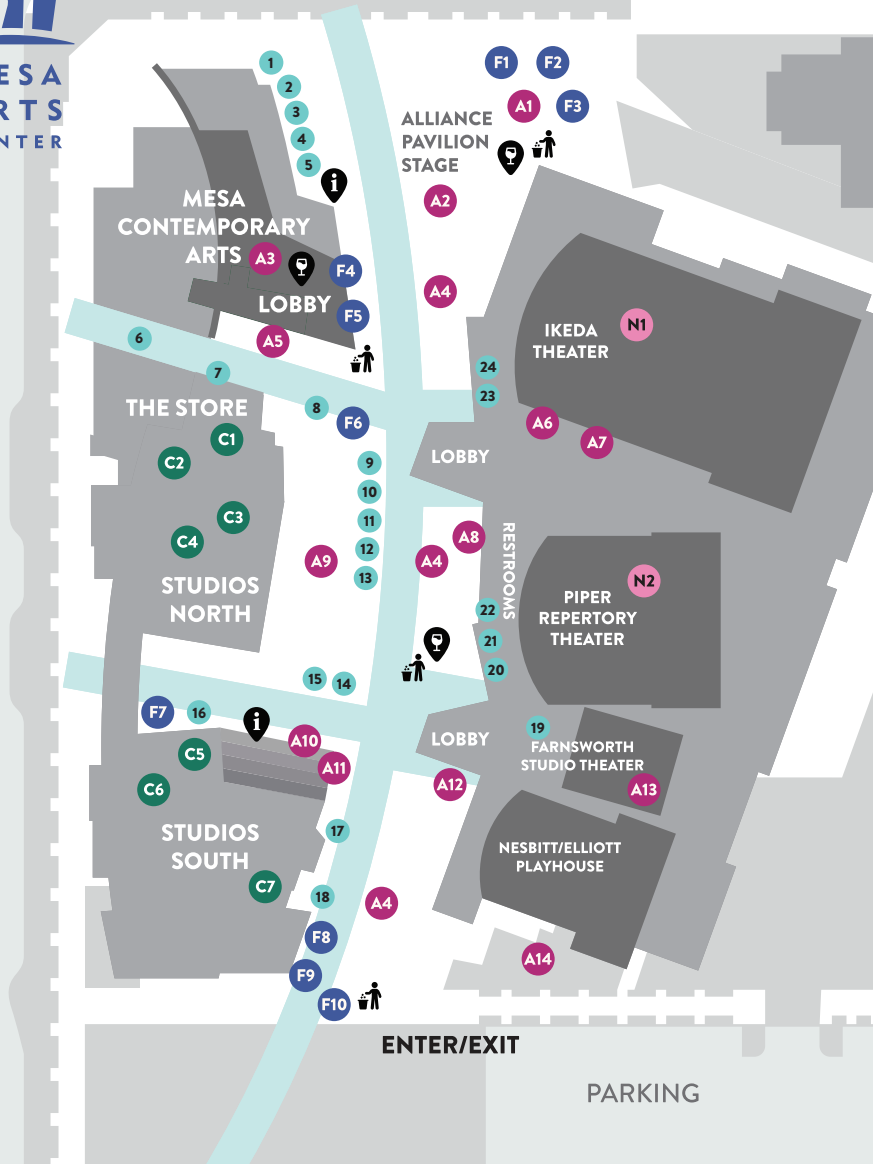 ESA
RTS
NTER
1
2
3
4
5
i
F1
F2
A1
F3
ALLIANCE
PAVILION
STAGE
A2
MESA
CONTEMPORARY
ARTS
A3
F4
LOBBY
F5
A4
A5
N1
IKEDA
THEATER
6
7
8
F6
24
23
A6
A7
THE STORE
C1
C2
C3
C4
LOBBY
9
10
11
12
13
A9
A8
A4
RESTROOMS
STUDIOS
NORTH
N2
PIPER
REPERTORY
THEATER
22
21
20
15
14
F7
16
i
A10
A11
C5
C6
LOBBY
19
FARNSWORTH
STUDIO THEATER
A12
A13
STUDIOS
SOUTH
17
NESBITT/ELLIOTT
PLAYHOUSE
C7
18
A4
F8
F9
F10
A14
ENTER/EXIT
PARKING